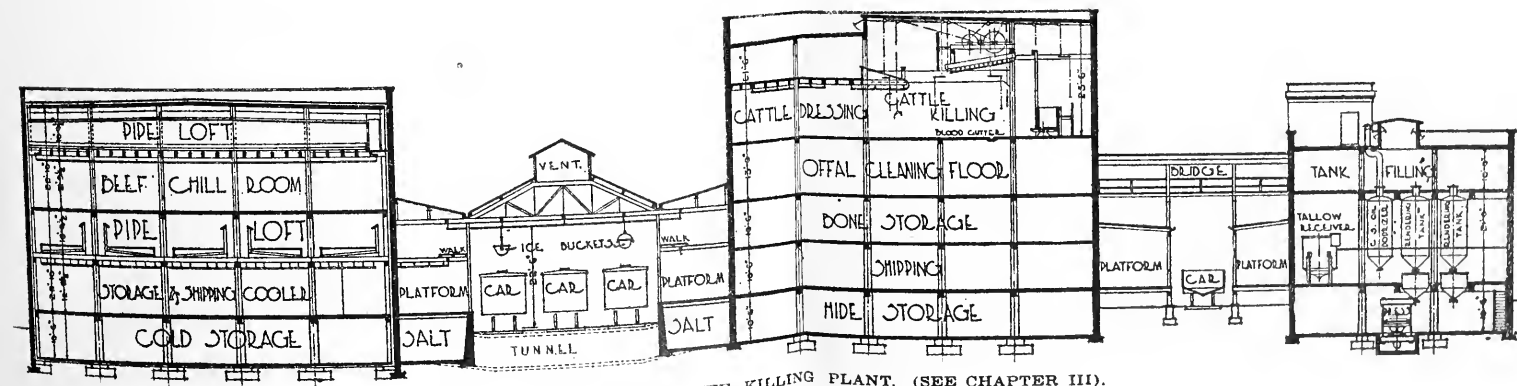 PIPE LOFT
BEEF CHILL ROOM
PIPE LOFT
STORAGE & SHIPPING COOLER
COLD STORAGE
WALK
PLATFORM
SALT
VENT.
ICE BUCKETS
CAR CAR CAR
TUNNEL
WALK
PLATFORM
SALT
CATTLE DRESSING
CATTLE KILLING
BLOOD GUTTER
OFFAL CLEANING FLOOR
BONE STORAGE
SHIPPING
HIDE STORAGE
BRIDGE
PLATFORM
CAR
PLATFORM
TANK FILLING
TALLOW RECEIVER
OIL
RENDERING TANK
RENDERING TANK
KILLING PLANT. (SEE CHAPTER III).